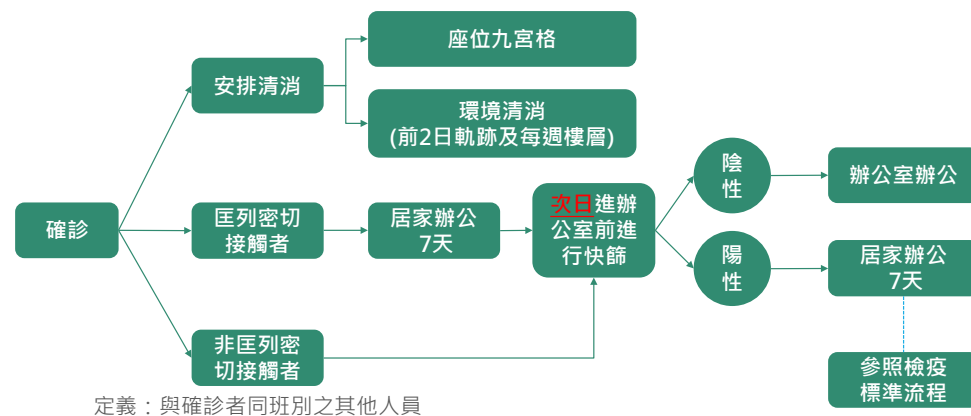 座位九宮格
安排清消
環境清消
(前2日軌跡及每週樓層)
確診
匡列密切
接觸者
居家辦公
7天
次日進辦
公室前進
行快篩
陰
性
辦公室辦公
陽
性
居家辦公
7天
非匡列密
切接觸者
參照檢疫
標準流程
定義：與確診者同班別之其他人員